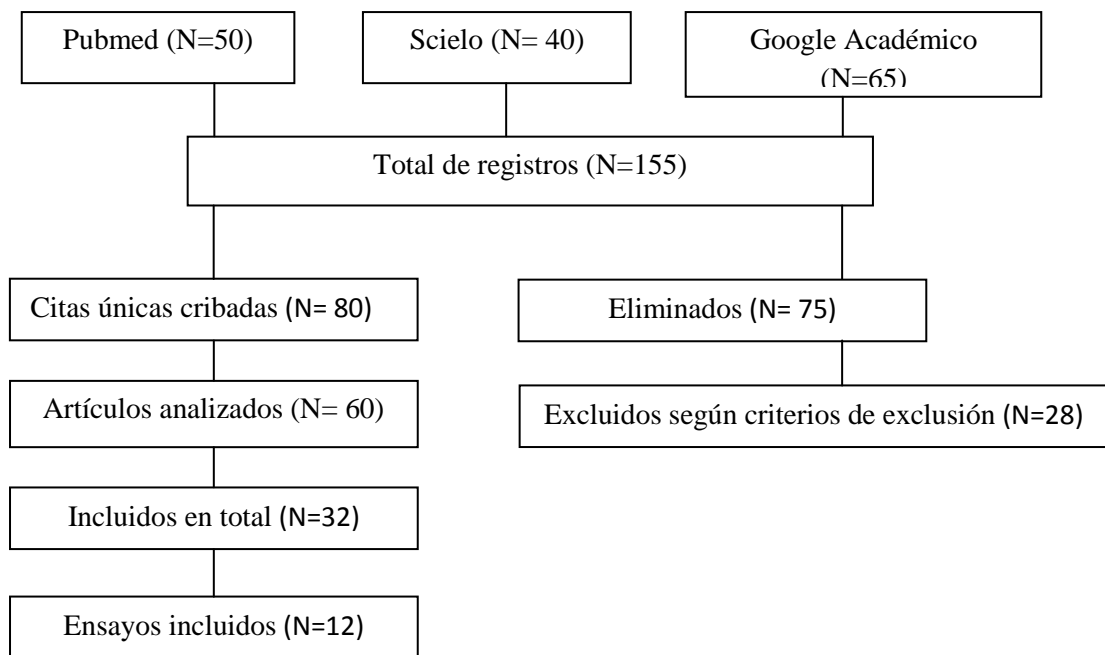 Pubmed (N=50)
Scielo (N= 40)
Google Académico
(N=65)
Total de registros (N=155)
Citas únicas cribadas (N= 80)
Eliminados (N= 75)
Artículos analizados (N= 60)
Excluidos según criterios de exclusión (N=28)
Incluidos en total (N=32)
Ensayos incluidos (N=12)